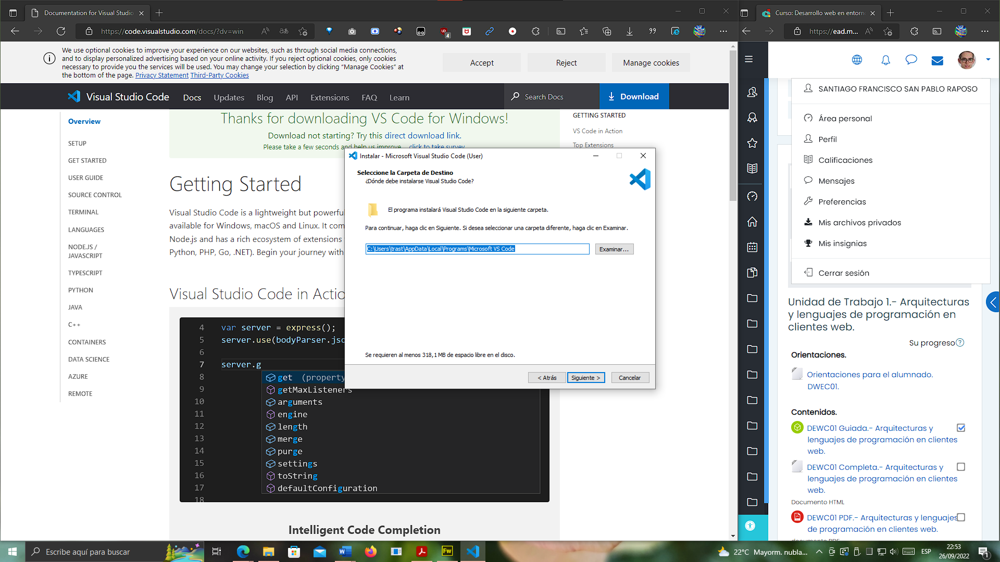 Documentation for Visual Studio
https://code.visualstudio.com/docs/?dv=win
4
We use optional cookies to improve your experience on our websites, such as through social media connections,
and to display personalized advertising based on your online activity. If you reject optional cookies, only cookies
necessary to provide you the services will be used. You may change your selection by clicking “Manage Cookies” at
the bottom of the page. Privacy Statement Third-Party Cookies
Accept
Reject
Manage cookies
Visual Studio Code
Docs
Updates
Blog
API
Extensions
FAQ
Learn
Search Docs
Download
Overview
SETUP
GET STARTED
USER GUIDE
SOURCE CONTROL
TERMINAL
LANGUAGES
NODE.JS /
JAVASCRIPT
TYPESCRIPT
PYTHON
JAVA
C++
CONTAINERS
DATA SCIENCE
AZURE
REMOTE
Thanks for downloading VS Code for Windows!
Download not starting? Try this direct download link.
Please take a few seconds and help us improve ... click to take survey.
GETTING STARTED
VS Code in Action
Top Extensions
Getting Started
Visual Studio Code is a lightweight but powerfu
available for Windows, macOS and Linux. It com
Node.js and has a rich ecosystem of extensions
Python, PHP, Go, .NET). Begin your journey with
Visual Studio Code in Actio
4 var server = express();
5 server.use(bodyParser.jso
6
7 server.g
8 get (property
9 getMaxListeners
10 arguments
11 engine
12 length
13 merge
14 purge
15 settings
16 toString
17 defaultConfiguration
18
Intelligent Code Completion
Instalar - Microsoft Visual Studio Code (User)
Seleccione la Carpeta de Destino
¿Dónde debe instalarse Visual Studio Code?
El programa instalará Visual Studio Code en la siguiente carpeta.
Para continuar, haga clic en Siguiente. Si desea seleccionar una carpeta diferente, haga clic en Examinar.
C:\Users\trast\AppData\Local\Programs\Microsoft VS Code
Examinar...
Se requieren al menos 318,1 MB de espacio libre en el disco.
< Atrás
Siguiente >
Cancelar
Curso: Desarrollo web en entorn
https://ead.m...
SANTIAGO FRANCISCO SAN PABLO RAPOSO
Área personal
Perfil
Calificaciones
Mensajes
Preferencias
Mis archivos privados
Mis insignias
Cerrar sesión
Unidad de Trabajo 1.- Arquitecturas
y lenguajes de programación en
clientes web.
Su progreso
Orientaciones.
Orientaciones para el alumnado.
DWEC01.
Contenidos.
DEWC01 Guiada.- Arquitecturas y
lenguajes de programación en clientes
web.
DEWC01 Completa.- Arquitecturas y
lenguajes de programación en clientes
web.
Documento HTML
DEWC01 PDF.- Arquitecturas y lenguajes
de programación en clientes web.
Escribe aquí para buscar
Fw
22°C Mayorm. nubla...
ESP
22:53
26/09/2022
1